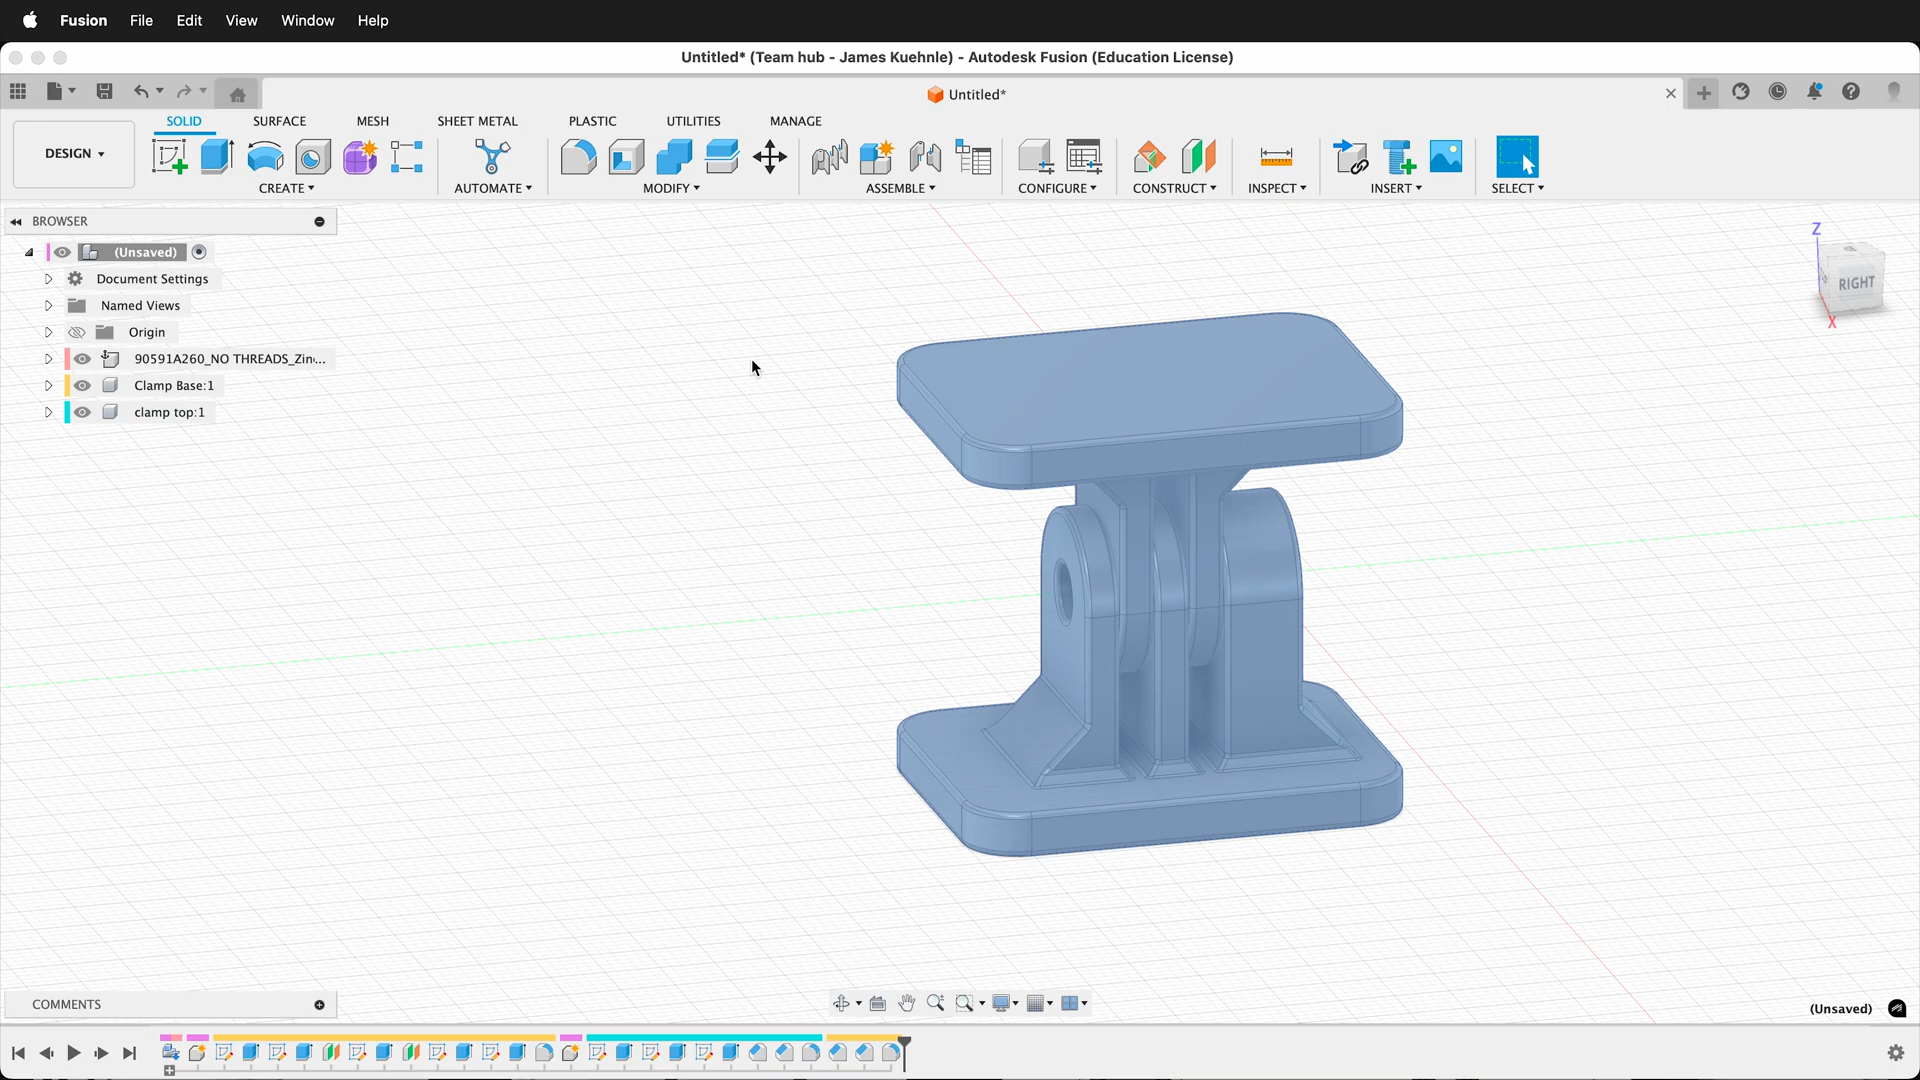 Fusion File Edit View Window Help
Untitled* (Team hub - James Kuehnle) - Autodesk Fusion (Education License)
Untitled*
SOLID SURFACE MESH SHEET METAL PLASTIC UTILITIES MANAGE
DESIGN
CREATE AUTOMATE MODIFY ASSEMBLE CONFIGURE CONSTRUCT INSPECT INSERT SELECT
BROWSER
(Unsaved)
Document Settings
Named Views
Origin
90591A260_NO THREADS_Zin...
Clamp Base:1
clamp top:1
Z
RIGHT
X
COMMENTS
(Unsaved)